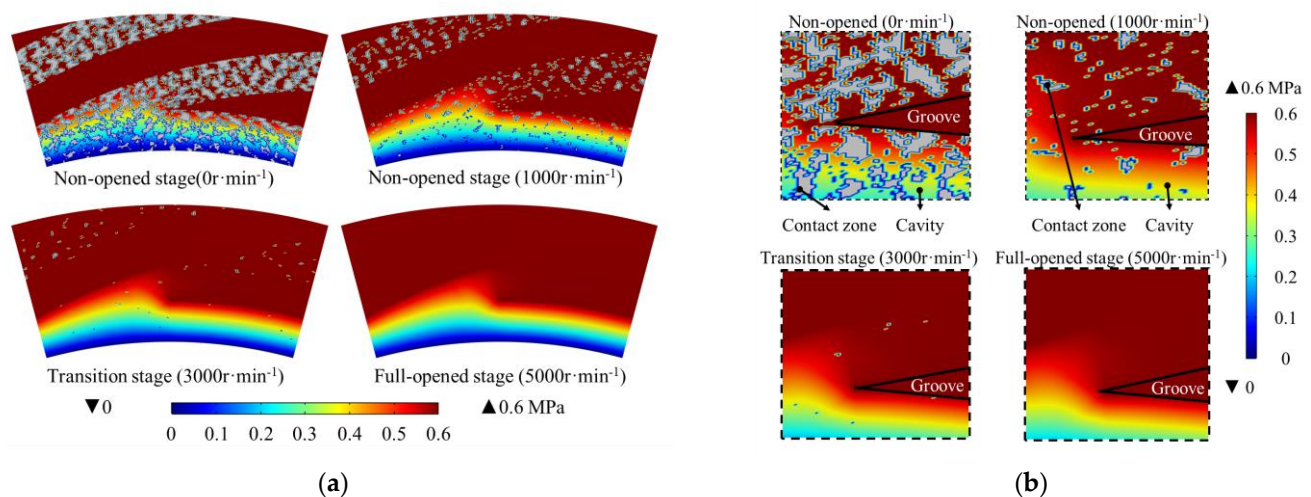 Non-opened stage(0r·min⁻¹)
Non-opened stage (1000r·min⁻¹)
Transition stage (3000r·min⁻¹)
Full-opened stage (5000r·min⁻¹)
▼0
▲0.6 MPa
0 0.1 0.2 0.3 0.4 0.5 0.6
(a)
Non-opened (0r·min⁻¹)
Non-opened (1000r·min⁻¹)
Groove
Groove
Contact zone
Cavity
Contact zone
Cavity
Transition stage (3000r·min⁻¹)
Full-opened stage (5000r·min⁻¹)
Groove
Groove
▲0.6 MPa
0.6
0.5
0.4
0.3
0.2
0.1
0
▼0
(b)